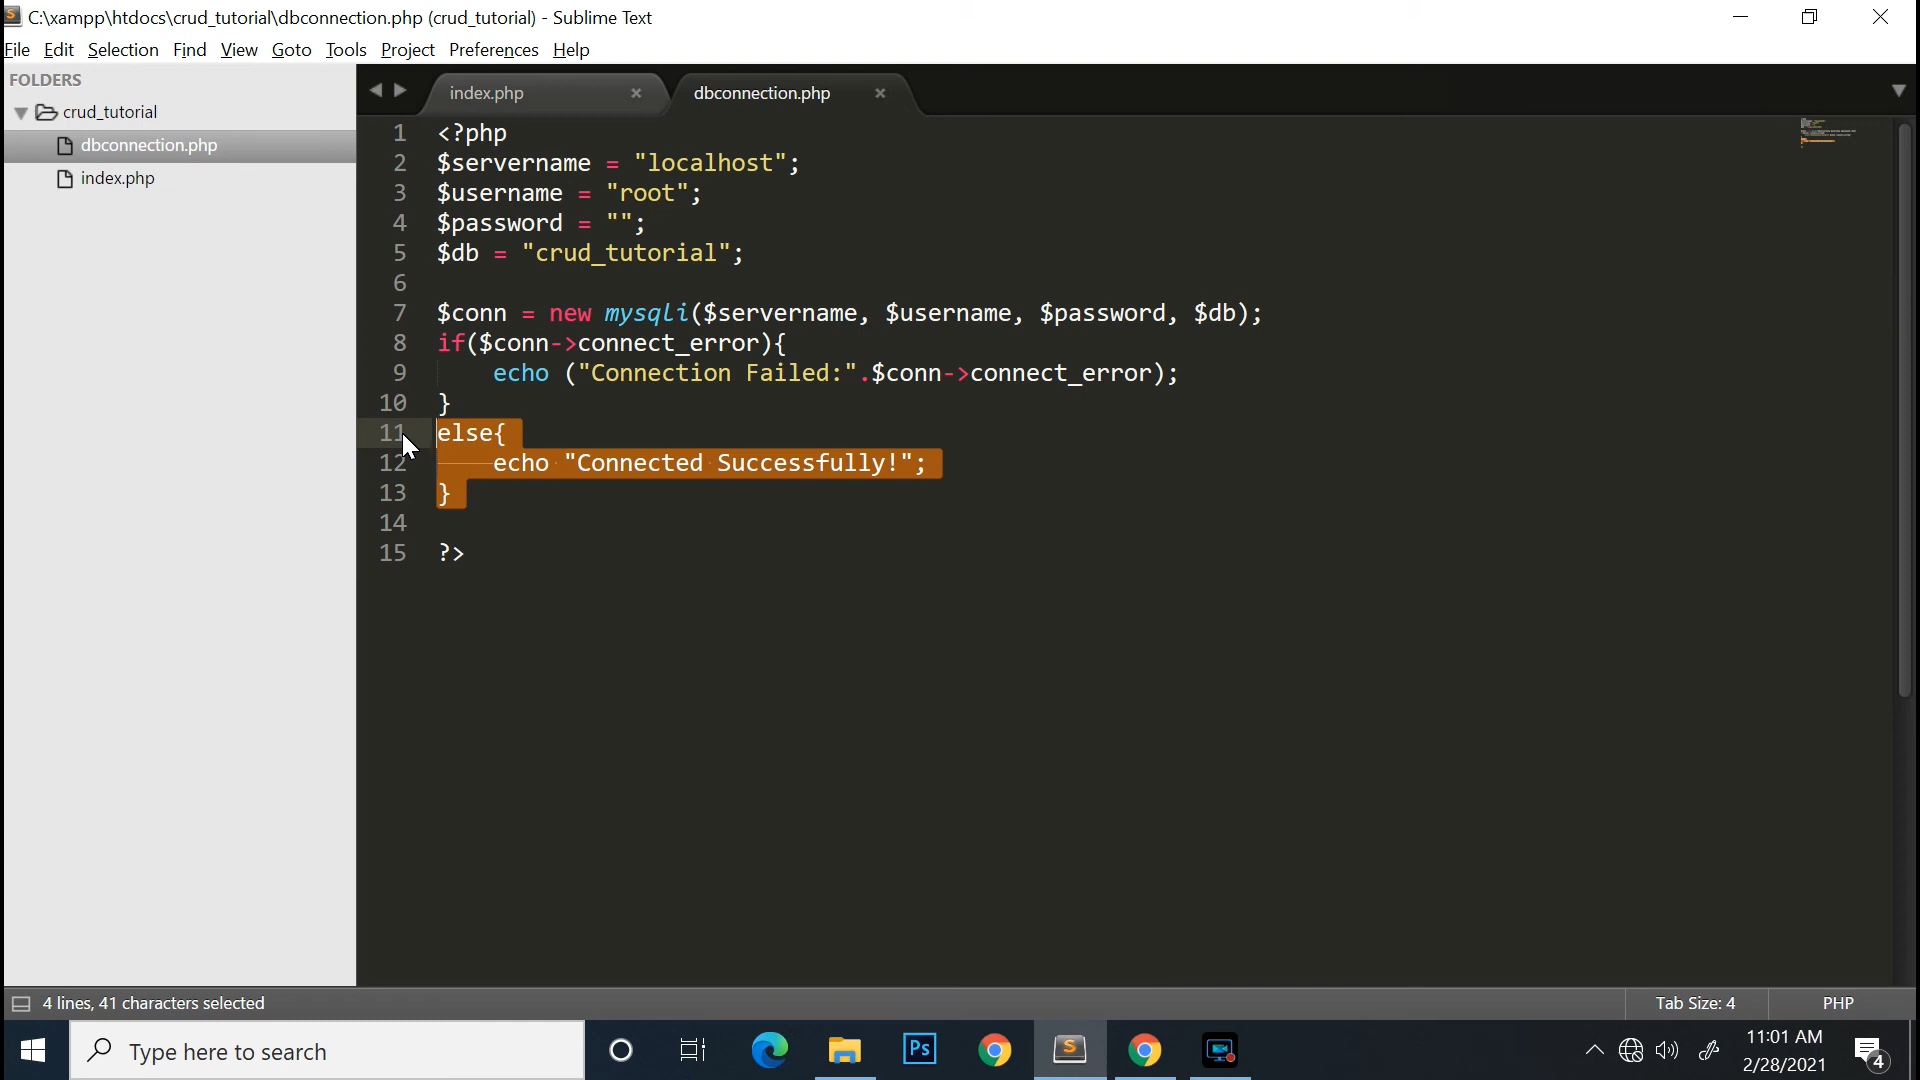 C:\xampp\htdocs\crud_tutorial\dbconnection.php (crud_tutorial) - Sublime Text
File Edit Selection Find View Goto Tools Project Preferences Help
FOLDERS
crud_tutorial
dbconnection.php
index.php
index.php × dbconnection.php ×
1 <?php
2 $servername = "localhost";
3 $username = "root";
4 $password = "";
5 $db = "crud_tutorial";
6
7 $conn = new mysqli($servername, $username, $password, $db);
8 if($conn->connect_error){
9 echo ("Connection Failed:".$conn->connect_error);
10 }
11 else{
12 echo "Connected Successfully!";
13 }
14
15 ?>
4 lines, 41 characters selected
Tab Size: 4 PHP
Type here to search
Ps
S
11:01 AM
2/28/2021
4